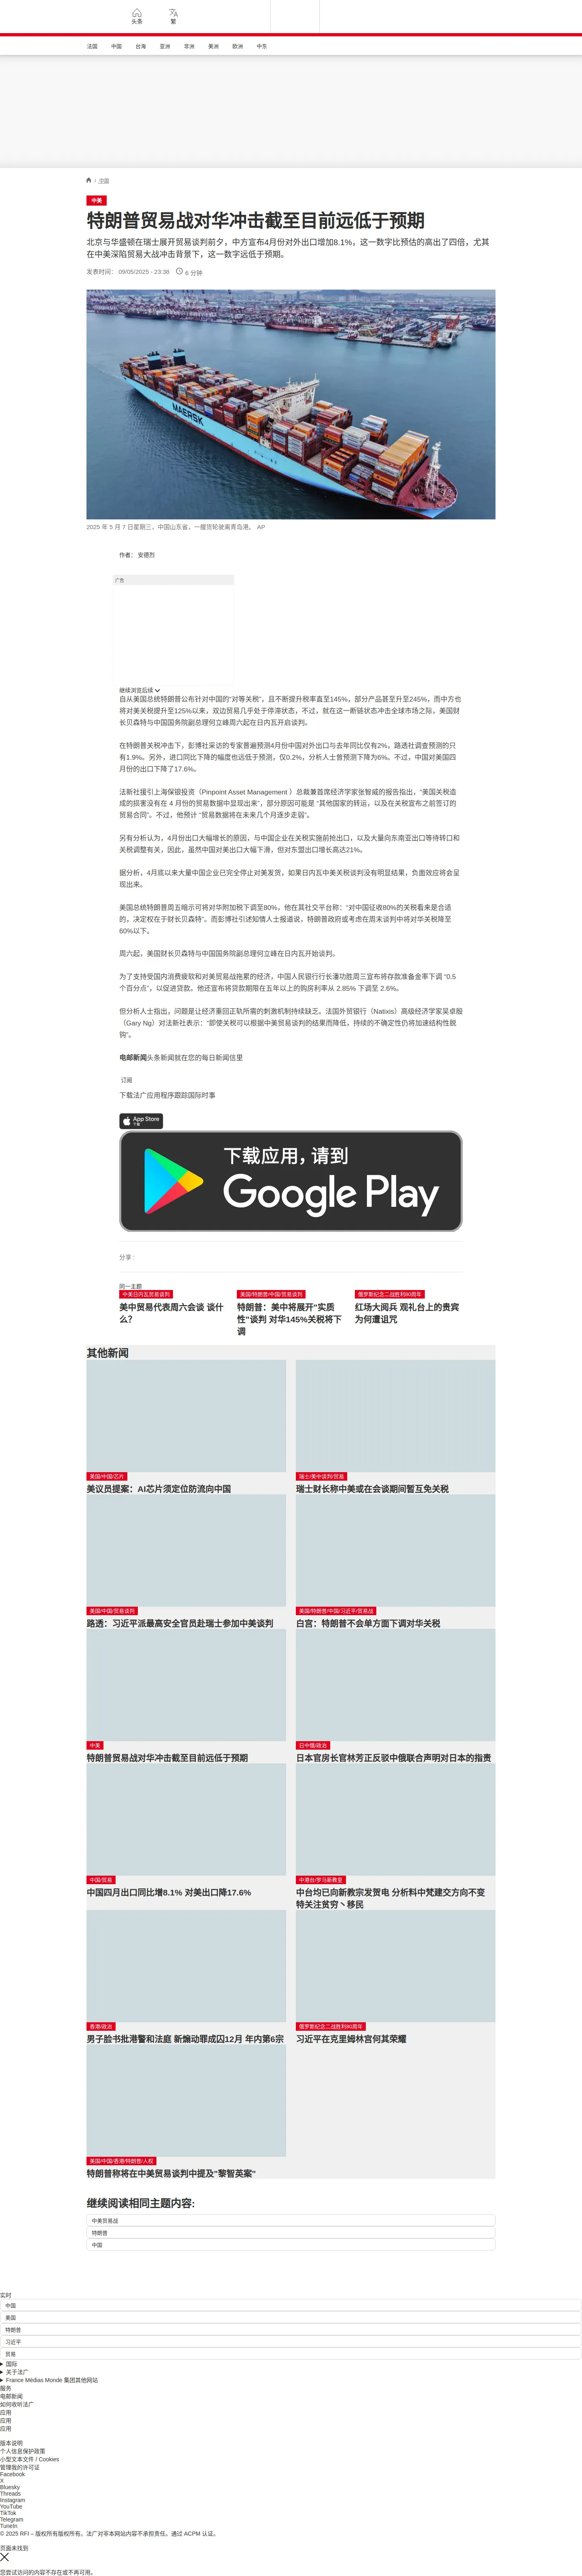 头条
繁
法国
中国
台海
亚洲
非洲
美洲
欧洲
中东
/ 中国
中美
特朗普贸易战对华冲击截至目前远低于预期
北京与华盛顿在瑞士展开贸易谈判前夕，中方宣布4月份对外出口增加8.1%，这一数字比预估的高出了四倍，尤其
在中美深陷贸易大战冲击背景下，这一数字远低于预期。
发表时间： 09/05/2025 - 23:38
6 分钟
MAERSK
2025 年 5 月 7 日星期三，中国山东省，一艘货轮驶离青岛港。 AP
作者： 安德烈
广告
继续浏览后续
自从美国总统特朗普公布针对中国的“对等关税”，且不断提升税率直至145%，部分产品甚至升至245%，而中方也
将对美关税提升至125%以来，双边贸易几乎处于停滞状态，不过，就在这一断链状态冲击全球市场之际，美国财
长贝森特与中国国务院副总理何立峰周六起在日内瓦开启谈判。
在特朗普关税冲击下，彭博社采访的专家普遍预测4月份中国对外出口与去年同比仅有2%，路透社调查预测的只
有1.9%。另外，进口同比下降的幅度也远低于预测，仅0.2%，分析人士曾预测下降为6%。不过，中国对美国四
月份的出口下降了17.6%。
法新社援引上海保银投资（Pinpoint Asset Management ）总裁兼首席经济学家张智威的报告指出，“美国关税造
成的损害没有在 4 月份的贸易数据中显现出来”，部分原因可能是 “其他国家的转运，以及在关税宣布之前签订的
贸易合同”。不过，他预计 “贸易数据将在未来几个月逐步走弱”。
另有分析认为，4月份出口大幅增长的原因，与中国企业在关税实施前抢出口，以及大量向东南亚出口等待转口和
关税调整有关，因此，虽然中国对美出口大幅下滑，但对东盟出口增长高达21%。
据分析，4月底以来大量中国企业已完全停止对美发货，如果日内瓦中美关税谈判没有明显结果，负面效应将会呈
现出来。
美国总统特朗普周五暗示可将对华附加税下调至80%，他在其社交平台称：“对中国征收80%的关税看来是合适
的，决定权在于财长贝森特”。而彭博社引述知情人士报道说，特朗普政府或考虑在周末谈判中将对华关税降至
60%以下。
周六起，美国财长贝森特与中国国务院副总理何立峰在日内瓦开始谈判。
为了支持受国内消费疲软和对美贸易战拖累的经济，中国人民银行行长潘功胜周三宣布将存款准备金率下调 “0.5
个百分点”，以促进贷款。他还宣布将贷款期限在五年以上的购房利率从 2.85% 下调至 2.6%。
但分析人士指出，问题是让经济重回正轨所需的刺激机制持续缺乏。法国外贸银行（Natixis）高级经济学家吴卓殷
（Gary Ng）对法新社表示：“即使关税可以根据中美贸易谈判的结果而降低，持续的不确定性仍将加速结构性脱
钩”。
电邮新闻头条新闻就在您的每日新闻信里
订阅
下载法广应用程序跟踪国际时事
App Store
下载
下载应用，请到
Google Play
分享 :
同一主题
中美日内瓦贸易谈判
美中贸易代表周六会谈 谈什
么？
美国/特朗普/中国/贸易谈判
特朗普：美中将展开"实质
性"谈判 对华145%关税将下
调
俄罗斯纪念二战胜利80周年
红场大阅兵 观礼台上的贵宾
为何遭诅咒
其他新闻
美国/中国/芯片
美议员提案：AI芯片须定位防流向中国
瑞士/美中谈判/贸易
瑞士财长称中美或在会谈期间暂互免关税
美国/中国/贸易谈判
路透：习近平派最高安全官员赴瑞士参加中美谈判
美国/特朗普/中国/习近平/贸易战
白宫：特朗普不会单方面下调对华关税
中美
特朗普贸易战对华冲击截至目前远低于预期
日中俄/政治
日本官房长官林芳正反驳中俄联合声明对日本的指责
中国/贸易
中国四月出口同比增8.1% 对美出口降17.6%
中港台/罗马新教皇
中台均已向新教宗发贺电 分析料中梵建交方向不变
特关注贫穷丶移民
香港/政治
男子脸书批港警和法庭 新煽动罪成囚12月 年内第6宗
俄罗斯纪念二战胜利80周年
习近平在克里姆林宫何其荣耀
美国/中国/香港/特朗普/人权
特朗普称将在中美贸易谈判中提及"黎智英案"
继续阅读相同主题内容:
中美贸易战
特朗普
中国
实时
中国
美国
特朗普
习近平
贸易
国际
关于法广
France Médias Monde 集团其他网站
服务
电邮新闻
如何收听法广
应用
应用
应用
版本说明
个人信息保护政策
小型文本文件 / Cookies
管理我的许可证
Facebook
X
Bluesky
Threads
Instagram
YouTube
TikTok
Telegram
TuneIn
© 2025 RFI – 版权所有版权所有。法广对非本网站内容不承担责任。通过 ACPM 认证。
页面未找到
您尝试访问的内容不存在或不再可用。